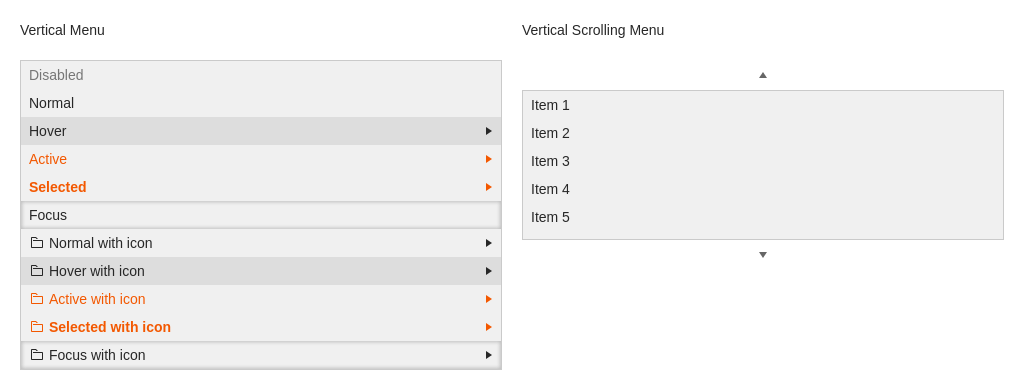 Vertical Menu
Disabled
Normal
Hover
Active
Selected
Focus
Normal with icon
Hover with icon
Active with icon
Selected with icon
Focus with icon
Vertical Scrolling Menu
Item 1
Item 2
Item 3
Item 4
Item 5